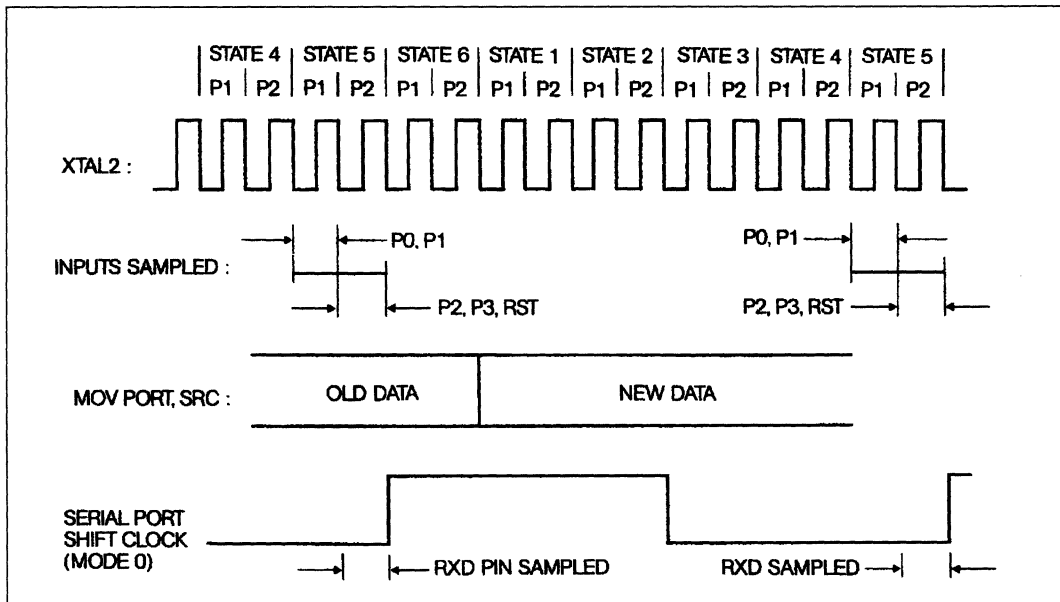 STATE 4 STATE 5 STATE 6 STATE 1 STATE 2 STATE 3 STATE 4 STATE 5
P1 P2 P1 P2 P1 P2 P1 P2 P1 P2 P1 P2 P1 P2 P1 P2
XTAL2 :
P0, P1 P0, P1
INPUTS SAMPLED :
P2, P3, RST P2, P3, RST
MOV PORT, SRC : OLD DATA NEW DATA
SERIAL PORT
SHIFT CLOCK
(MODE 0) RXD PIN SAMPLED RXD SAMPLED